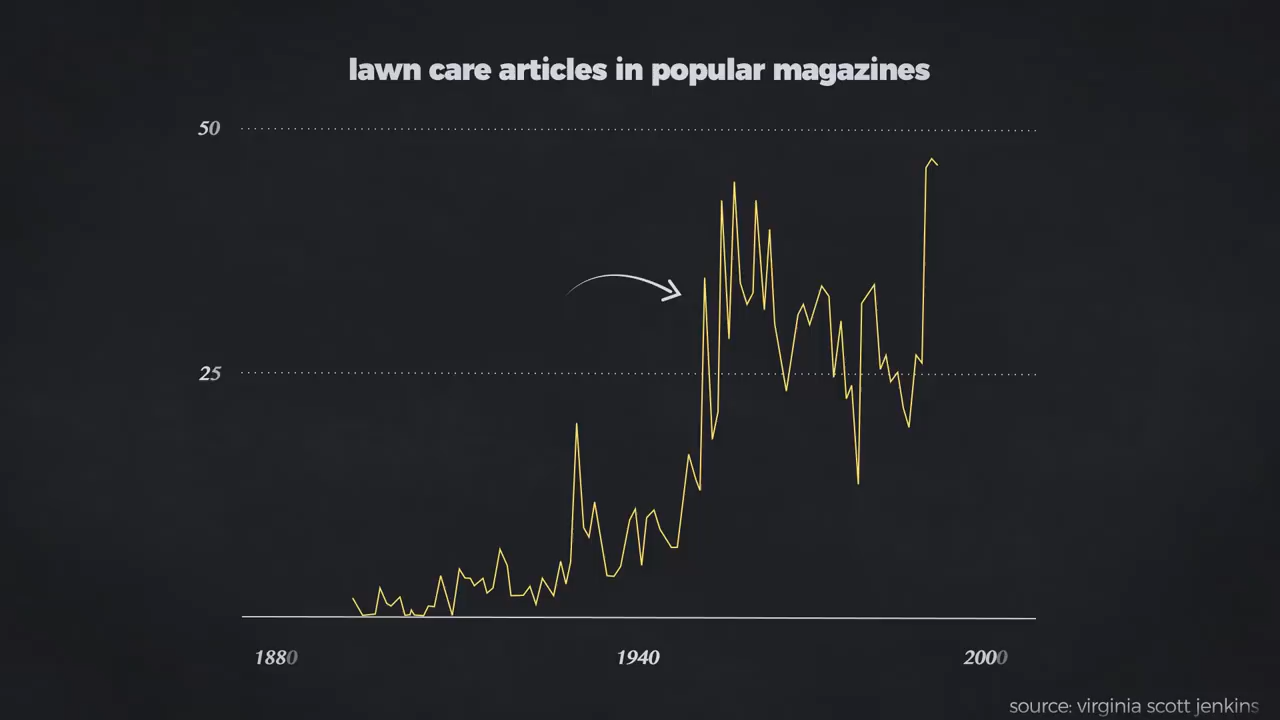 lawn care articles in popular magazines
50
25
1880
1940
2000
source: virginia scott jenkins